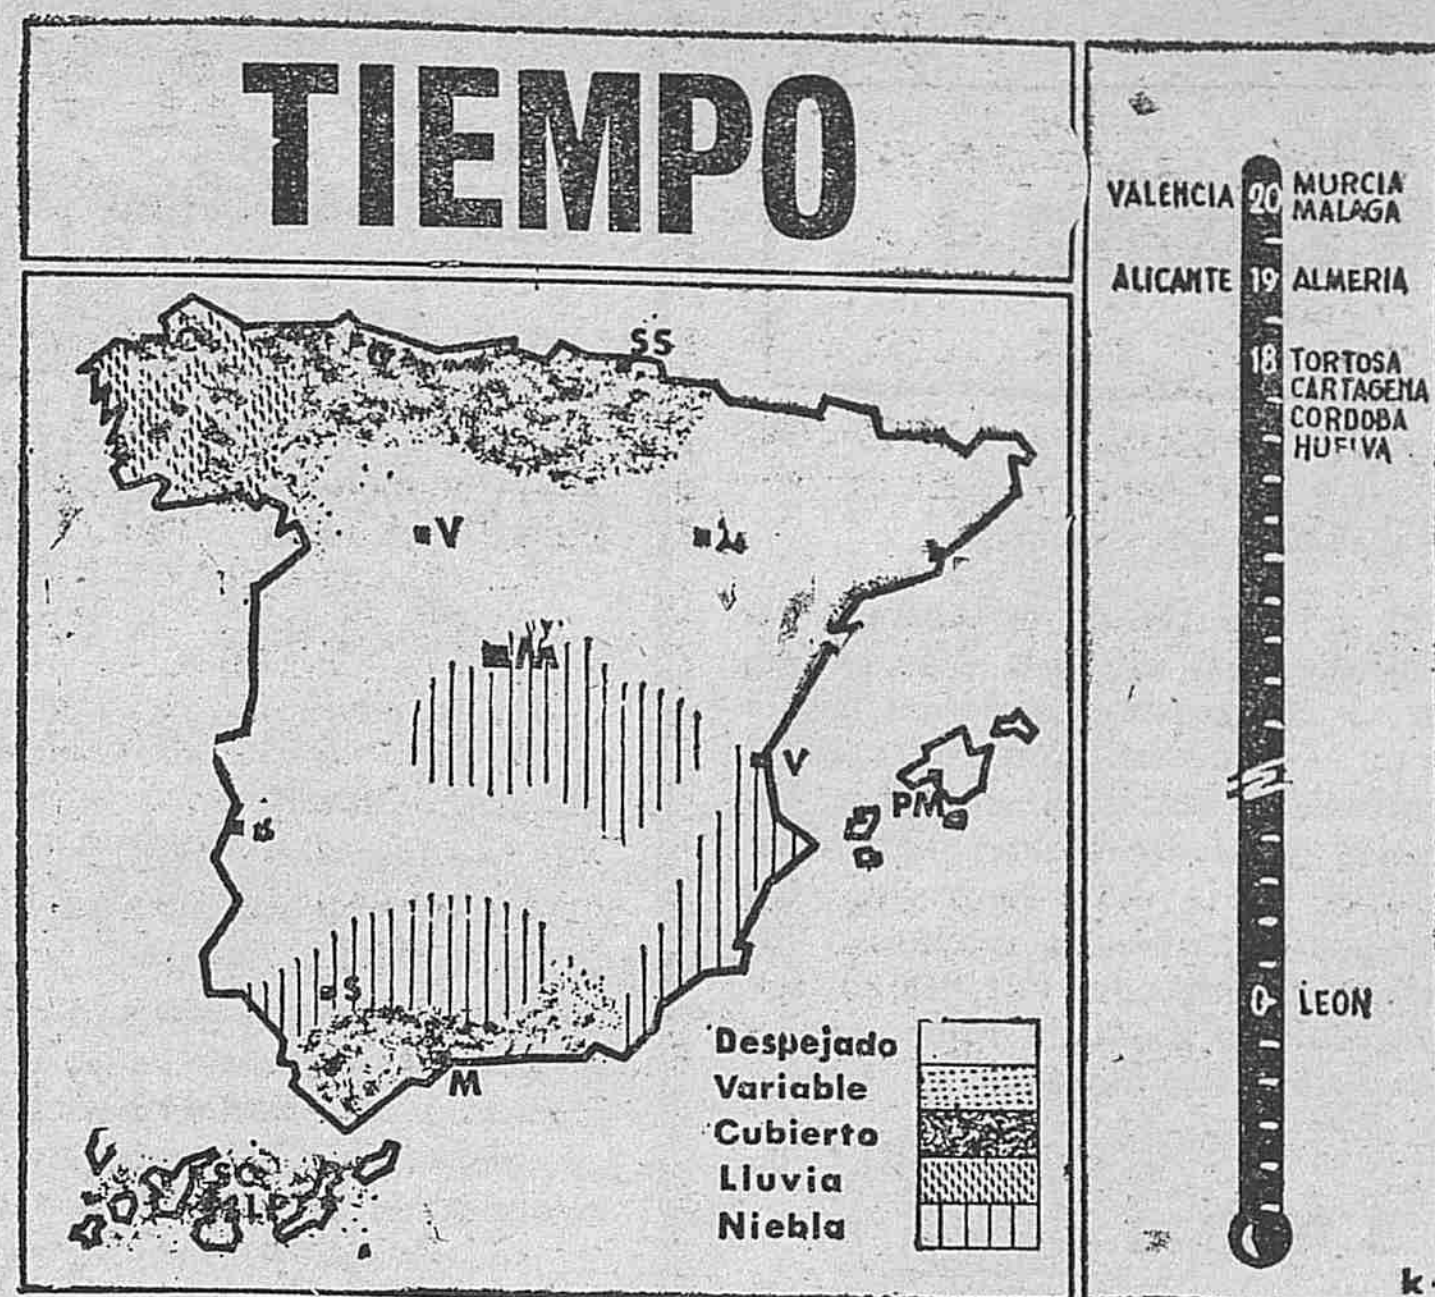 TIEMPO
SS
V
V
PM
S
M
Despejado
Variable
Cubierto
Lluvia
Niebla
VALENCIA 20 MURCIA
MALAGA
ALICANTE 19 ALMERIA
18 TORTOSA
CARTAGENA
CORDOBA
HUELVA
0 LEON
k